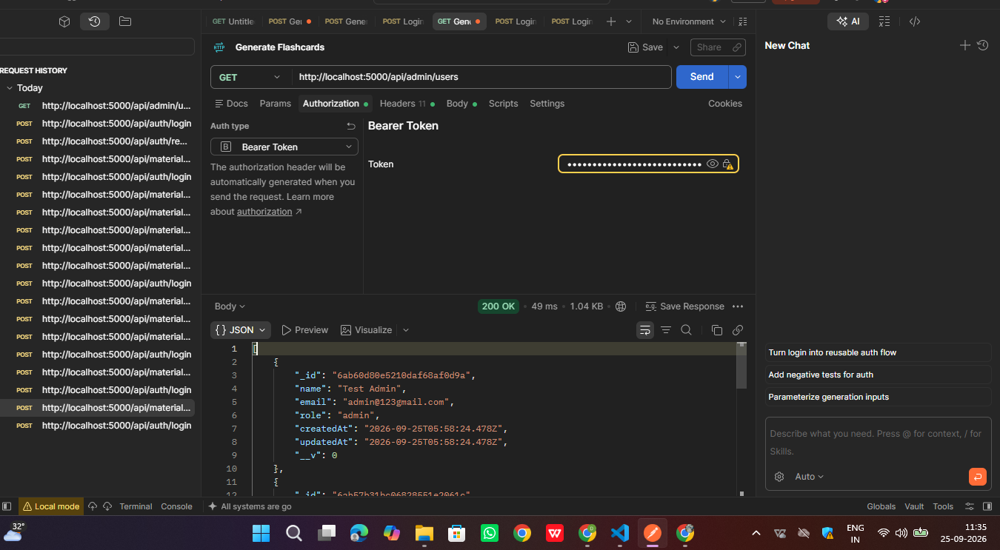 GET Untitle
POST Ge
POST Gene
POST Login
GET Gen
POST Login
POST Login
No Environment
AI
HTTP
Generate Flashcards
Save
Share
New Chat
REQUEST HISTORY
Today
GET http://localhost:5000/api/admin/u...
POST http://localhost:5000/api/auth/login
POST http://localhost:5000/api/auth/re...
POST http://localhost:5000/api/material...
POST http://localhost:5000/api/auth/login
POST http://localhost:5000/api/material...
POST http://localhost:5000/api/material...
POST http://localhost:5000/api/material...
POST http://localhost:5000/api/material...
POST http://localhost:5000/api/material...
POST http://localhost:5000/api/auth/login
POST http://localhost:5000/api/material...
POST http://localhost:5000/api/material...
POST http://localhost:5000/api/material...
POST http://localhost:5000/api/auth/login
POST http://localhost:5000/api/material...
POST http://localhost:5000/api/auth/login
POST http://localhost:5000/api/material...
POST http://localhost:5000/api/auth/login
GET http://localhost:5000/api/admin/users
Send
Docs Params Authorization Headers 11 Body Scripts Settings Cookies
Auth type
B Bearer Token
The authorization header will be
automatically generated when you
send the request. Learn more
about authorization ↗
Bearer Token
Token
Body
200 OK • 49 ms • 1.04 KB •
e.g. Save Response
{} JSON Preview Visualize
1 [
2 {
3 "_id": "6ab60d80e5210daf68af0d9a",
4 "name": "Test Admin",
5 "email": "admin@123gmail.com",
6 "role": "admin",
7 "createdAt": "2026-09-25T05:58:24.478Z",
8 "updatedAt": "2026-09-25T05:58:24.478Z",
9 "__v": 0
10 },
11 {
12 "_id": "6ab57b31bc06828551e2061c"
Turn login into reusable auth flow
Add negative tests for auth
Parameterize generation inputs
Describe what you need. Press @ for context, / for
Skills.
Auto
Local mode
Terminal Console
All systems are go
Globals Vault Tools
32°
ENG
IN
11:35
25-09-2026